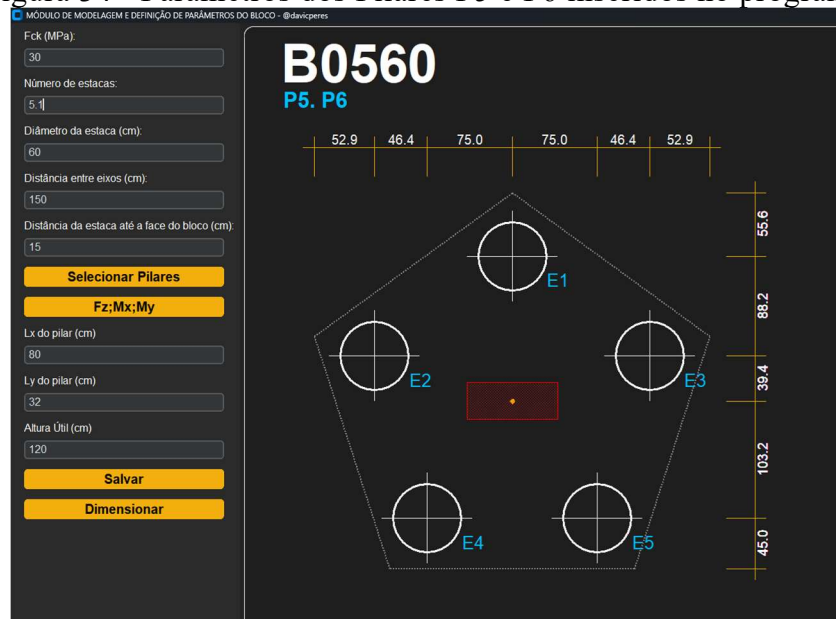 MÓDULO DE MODELAGEM E DEFINIÇÃO DE PARÂMETROS DO BLOCO - @davicperes
Fck (MPa):
30
Número de estacas:
5.1
Diâmetro da estaca (cm):
60
Distância entre eixos (cm):
150
Distância da estaca até a face do bloco (cm):
15
Selecionar Pilares
Fz;Mx;My
Lx do pilar (cm)
80
Ly do pilar (cm)
32
Altura Útil (cm)
120
Salvar
Dimensionar
B0560
P5. P6
52.9 46.4 75.0 75.0 46.4 52.9
55.6
E1
88.2
E2 E3
39.4
103.2
E4 E5
45.0